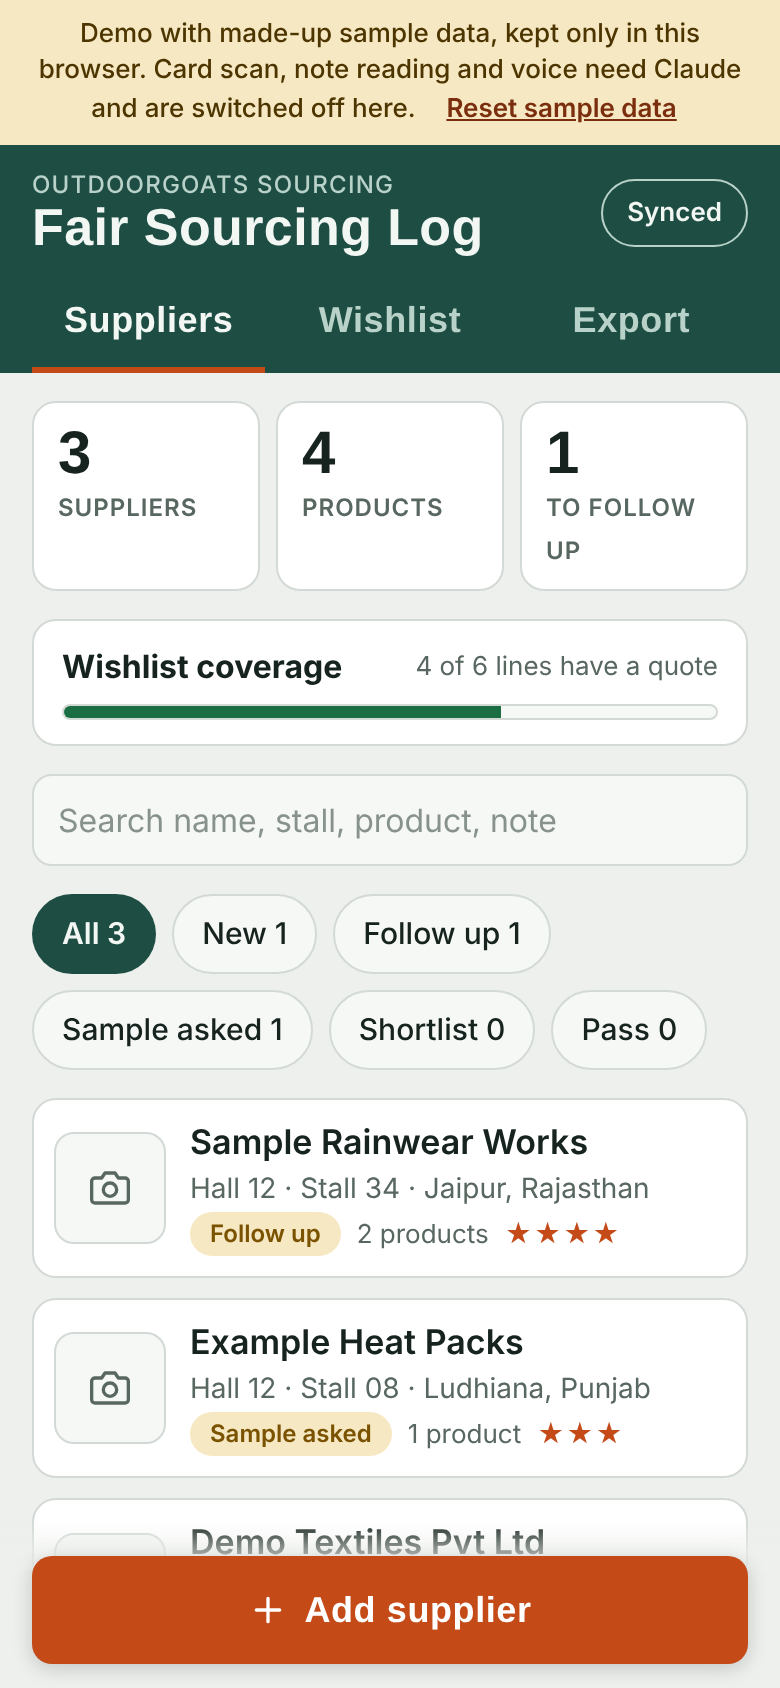 Demo with made-up sample data, kept only in this
browser. Card scan, note reading and voice need Claude
and are switched off here. Reset sample data
OUTDOORGOATS SOURCING
Fair Sourcing Log
Synced
Suppliers Wishlist Export
3
SUPPLIERS
4
PRODUCTS
1
TO FOLLOW
UP
Wishlist coverage 4 of 6 lines have a quote
Search name, stall, product, note
All 3 New 1 Follow up 1
Sample asked 1 Shortlist 0 Pass 0
Sample Rainwear Works
Hall 12 · Stall 34 · Jaipur, Rajasthan
Follow up 2 products ★★★★
Example Heat Packs
Hall 12 · Stall 08 · Ludhiana, Punjab
Sample asked 1 product ★★★
Demo Textiles Pvt Ltd
+ Add supplier